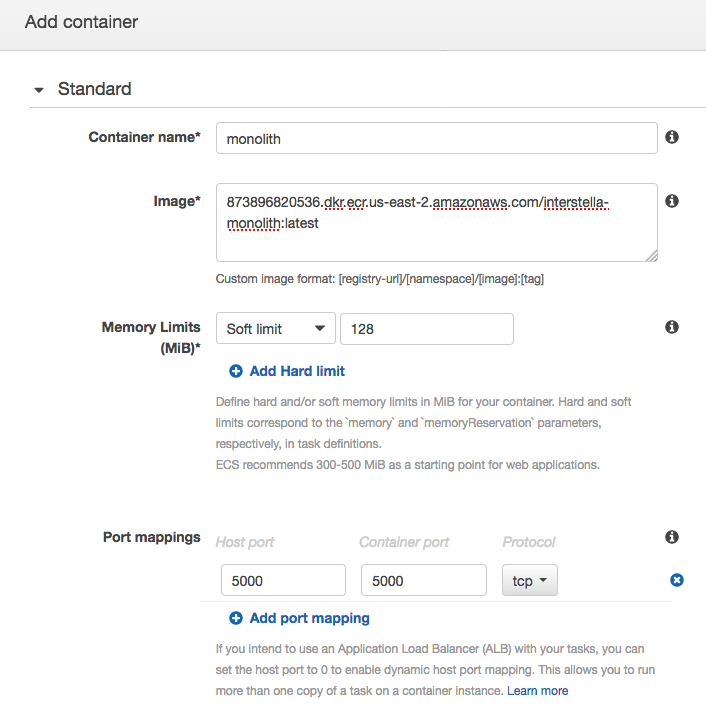 Add container
Standard
Container name*
monolith
Image*
873896820536.dkr.ecr.us-east-2.amazonaws.com/interstella-
monolith:latest
Custom image format: [registry-url]/[namespace]/[image]:[tag]
Memory Limits
(MiB)*
Soft limit
128
Add Hard limit
Define hard and/or soft memory limits in MiB for your container. Hard and soft
limits correspond to the `memory` and `memoryReservation` parameters,
respectively, in task definitions.
ECS recommends 300-500 MiB as a starting point for web applications.
Port mappings
Host port
Container port
Protocol
5000
5000
tcp
Add port mapping
If you intend to use an Application Load Balancer (ALB) with your tasks, you can
set the host port to 0 to enable dynamic host port mapping. This allows you to run
more than one copy of a task on a container instance. Learn more